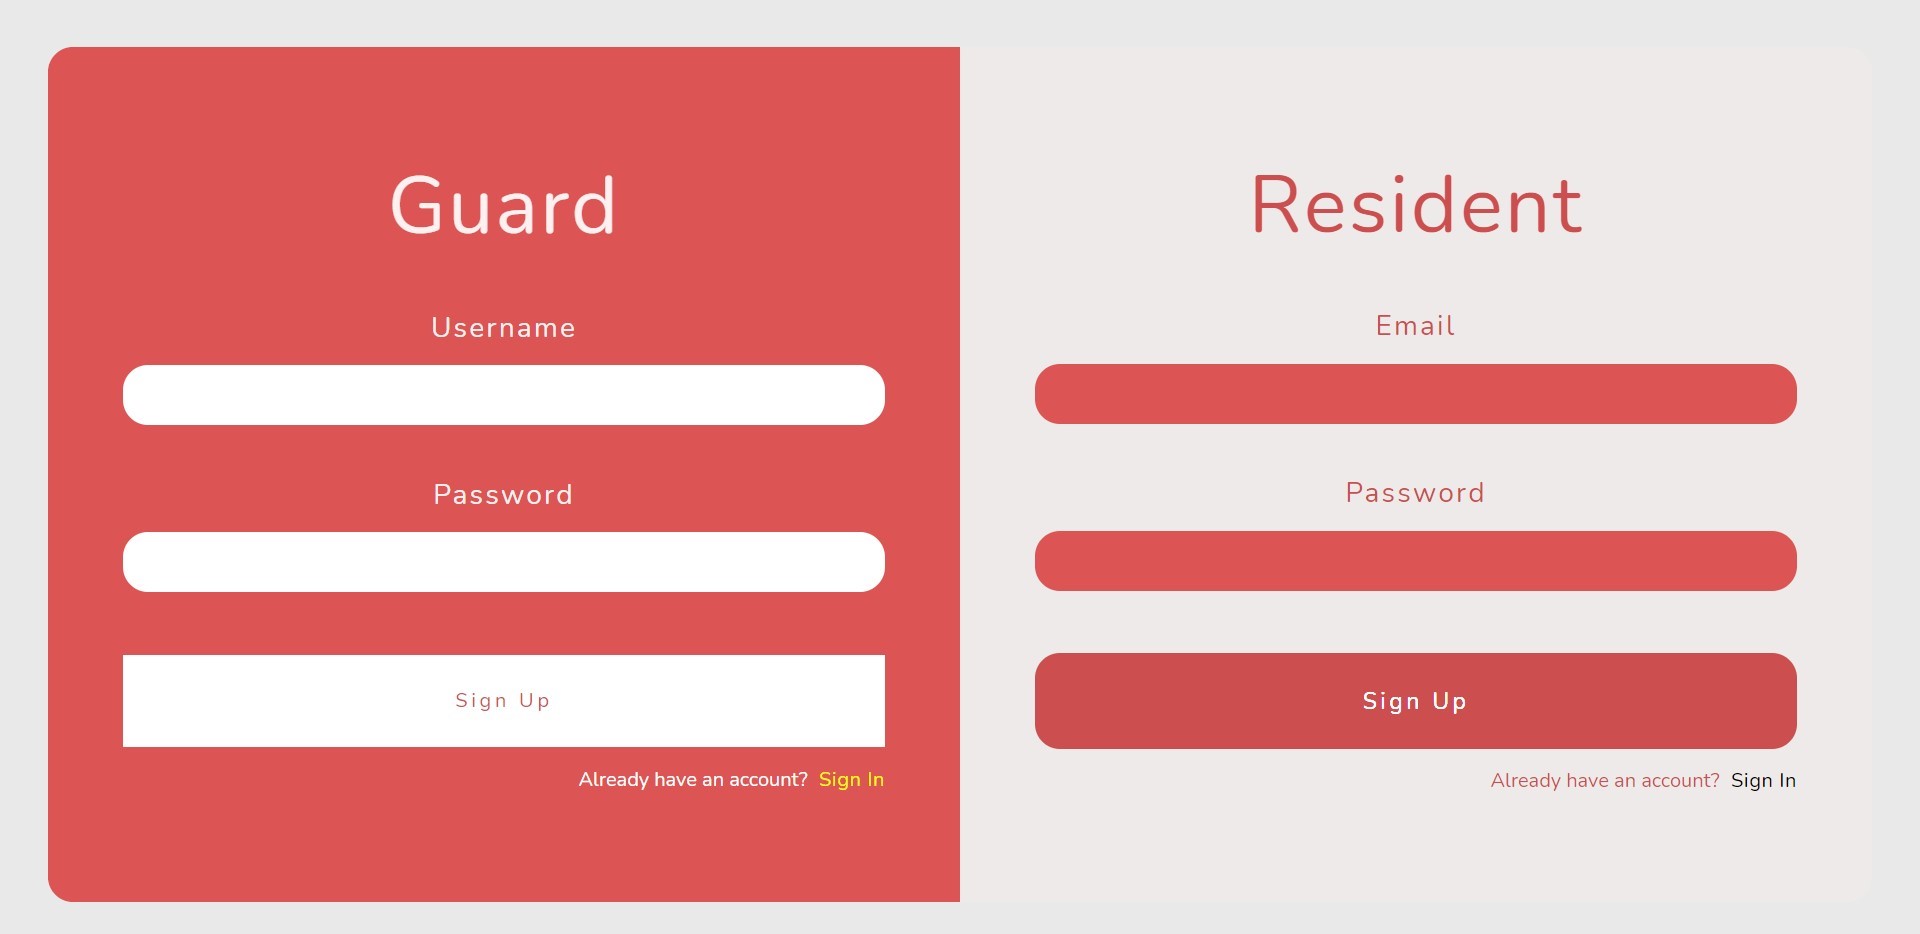 Guard
Username
Password
Sign Up
Already have an account? Sign In
Resident
Email
Password
Sign Up
Already have an account? Sign In